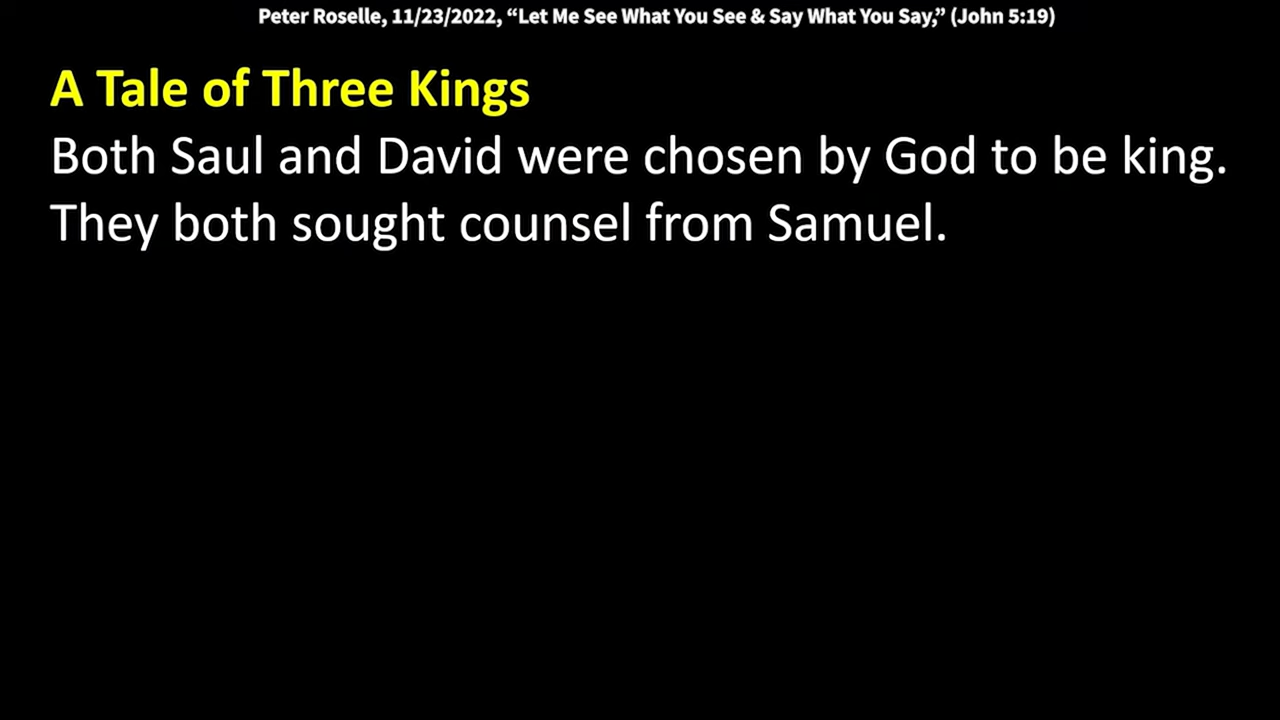 Peter Roselle, 11/23/2022, “Let Me See What You See & Say What You Say,” (John 5:19)
A Tale of Three Kings
Both Saul and David were chosen by God to be king.
They both sought counsel from Samuel.